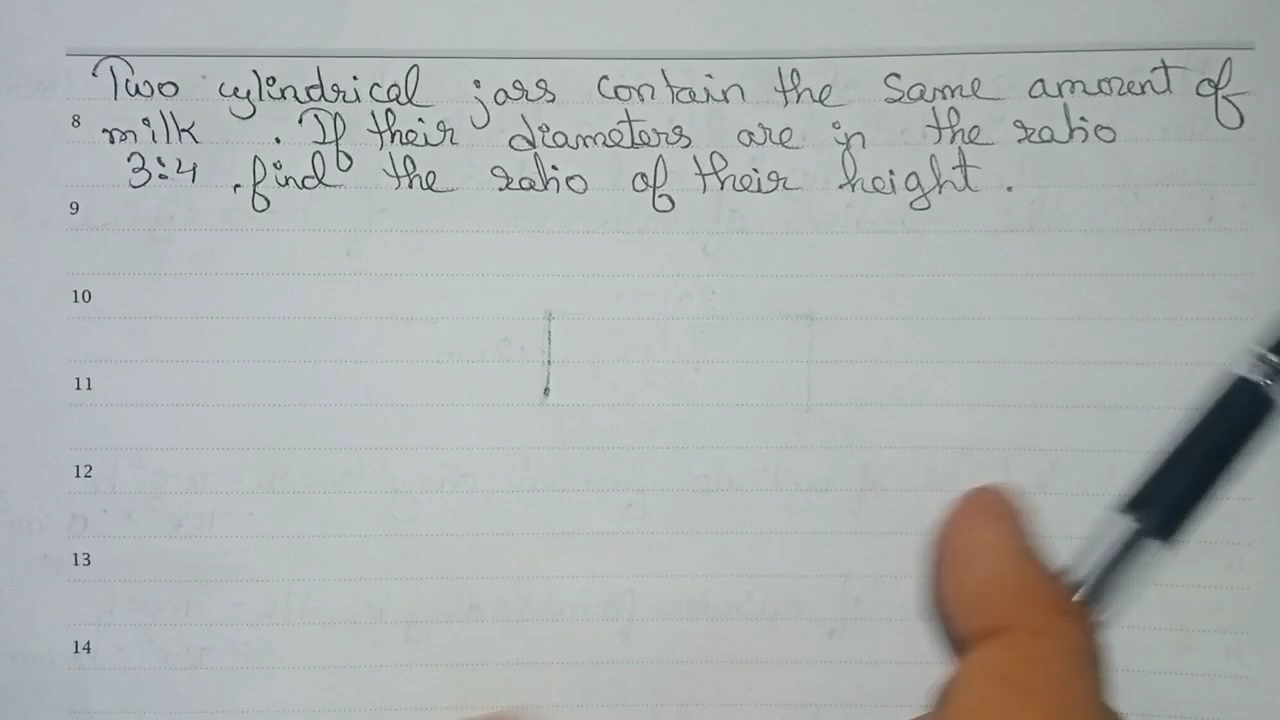 Two cylindrical jars contain the same amount of
8 milk . If their diameters are in the ratio
3:4 . find the ratio of their height .
9
10
11
12
13
14